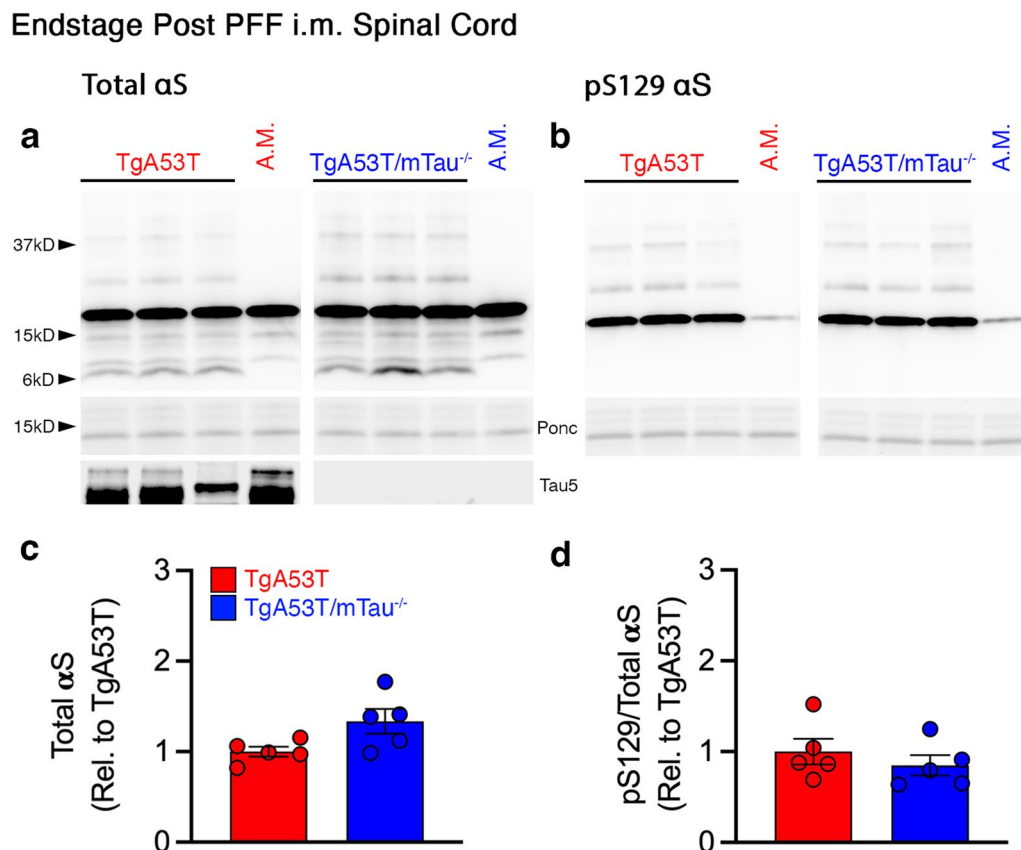 Endstage Post PFF i.m. Spinal Cord
Total αS
pS129 αS
a
TgA53T
A.M.
TgA53T/mTau-/-
A.M.
b
TgA53T
A.M.
TgA53T/mTau-/-
A.M.
37kD
15kD
6kD
15kD
Ponc
Tau5
c
Total αS
(Rel. to TgA53T)
3
2
1
0
TgA53T
TgA53T/mTau-/-
d
pS129/Total αS
(Rel. to TgA53T)
3
2
1
0